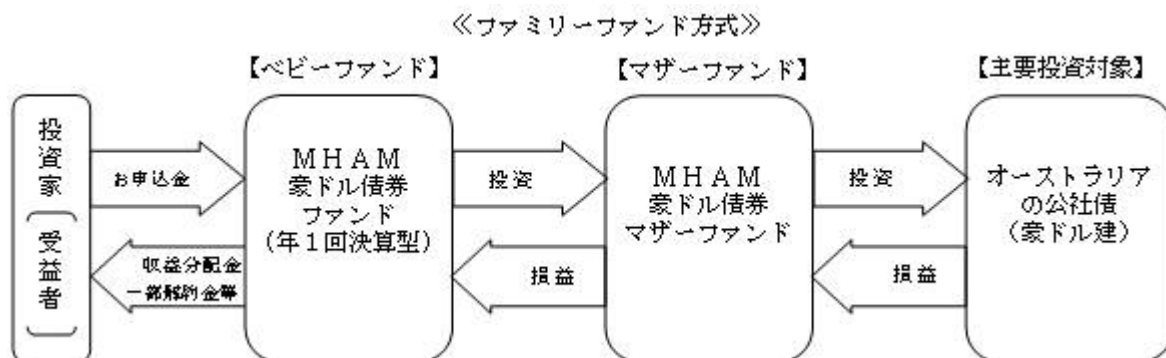 ≪ファミリーファンド方式≫
【ベビーファンド】
【マザーファンド】
【主要投資対象】
投資家
(受益者)
お申込金
収益分配金
一部解約金等
MHAM
豪ドル債券
ファンド
(年1回決算型)
投資
損益
MHAM
豪ドル債券
マザーファンド
投資
損益
オーストラリア
の公社債
(豪ドル建)